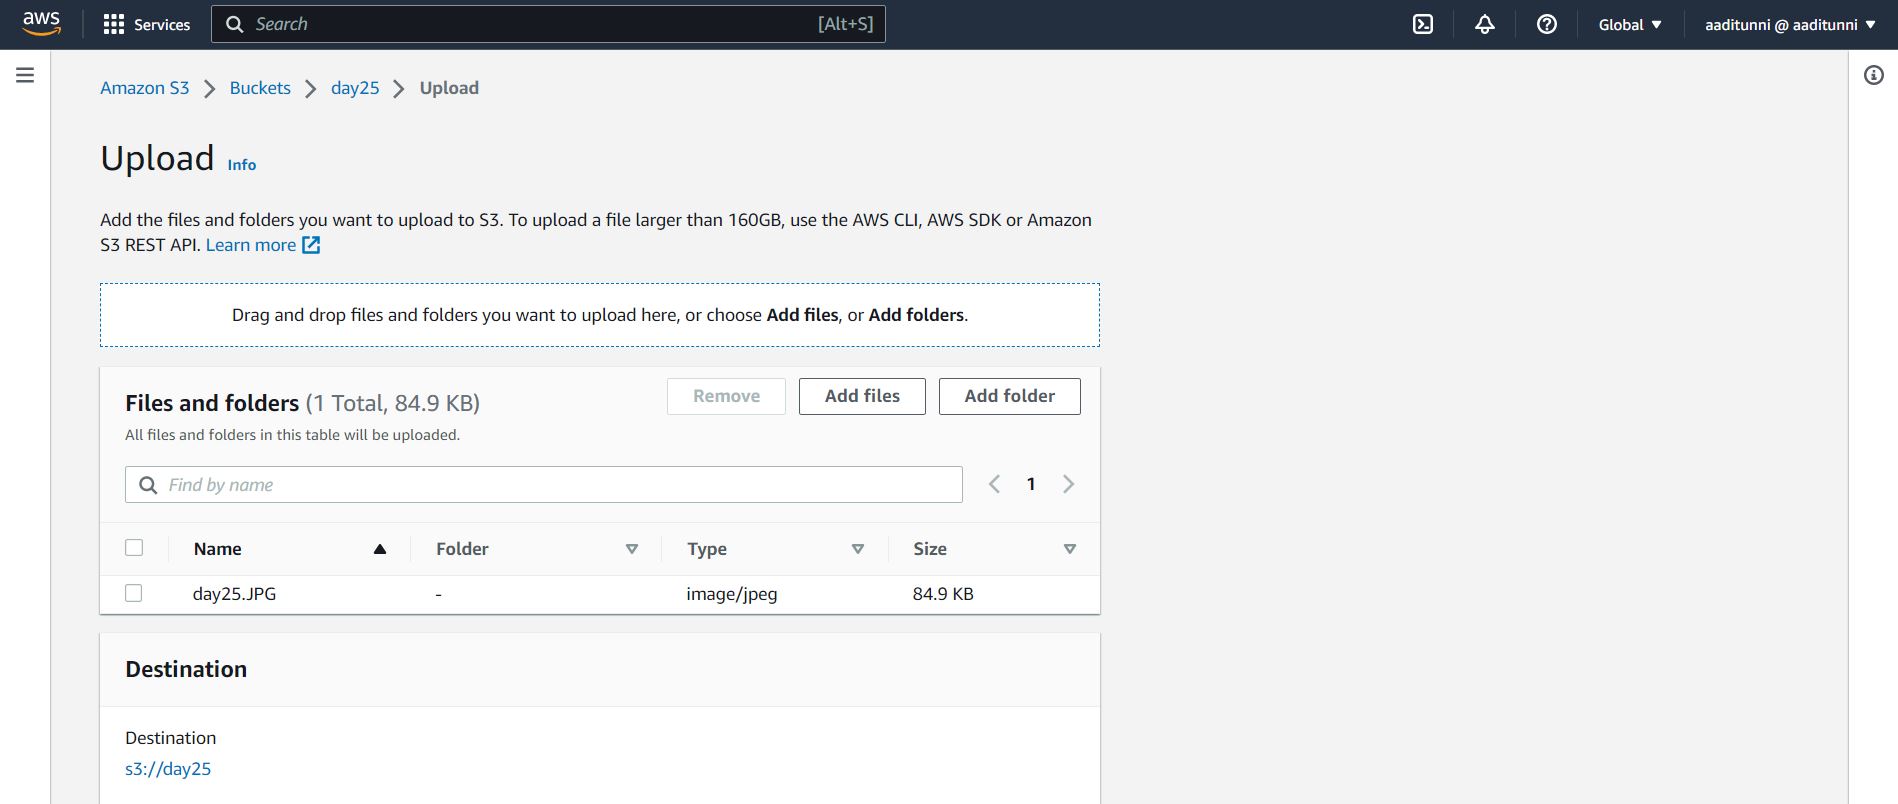 aws Services Search [Alt+S] Global aaditunni @ aaditunni
Amazon S3 Buckets day25 Upload
Upload Info
Add the files and folders you want to upload to S3. To upload a file larger than 160GB, use the AWS CLI, AWS SDK or Amazon
S3 REST API. Learn more
Drag and drop files and folders you want to upload here, or choose Add files, or Add folders.
Files and folders (1 Total, 84.9 KB) Remove Add files Add folder
All files and folders in this table will be uploaded.
Find by name 1
Name Folder Type Size
day25.JPG - image/jpeg 84.9 KB
Destination
Destination
s3://day25